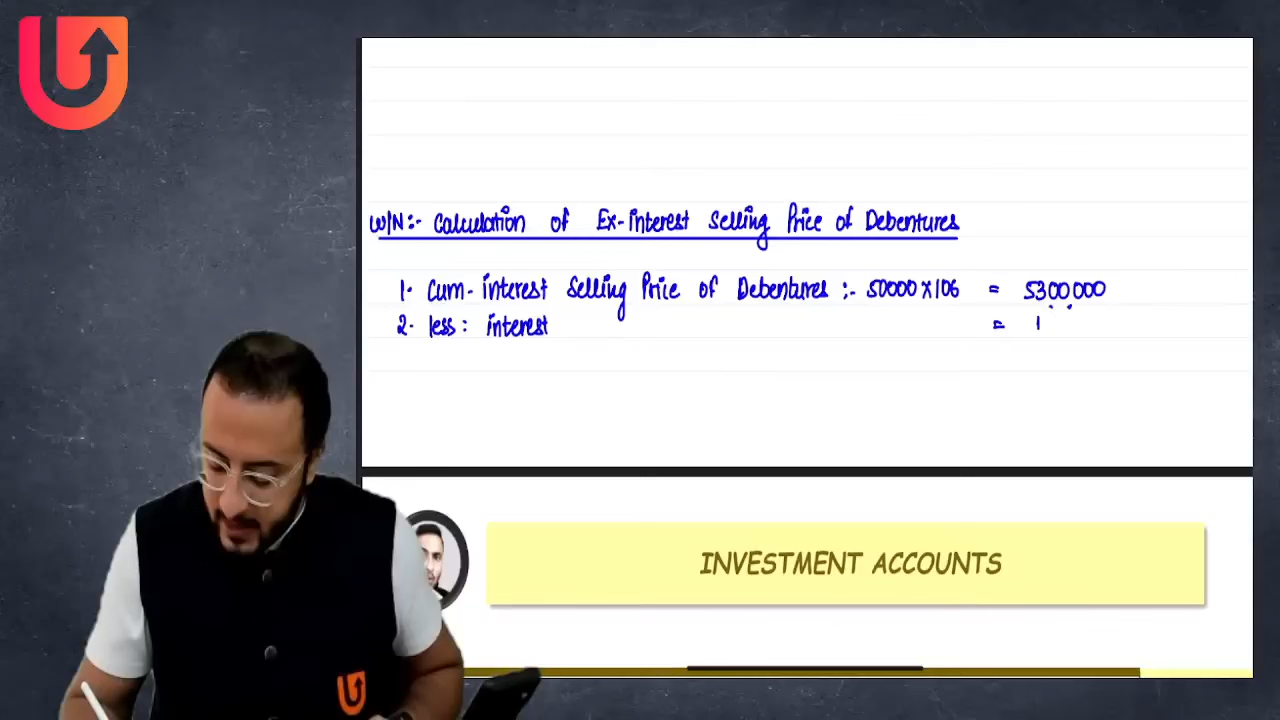 W/N:- Calculation of Ex-interest Selling Price of Debentures
1. Cum-interest Selling Price of Debentures :- 50000 x 106 = 5300000
2. less: interest = 1
INVESTMENT ACCOUNTS